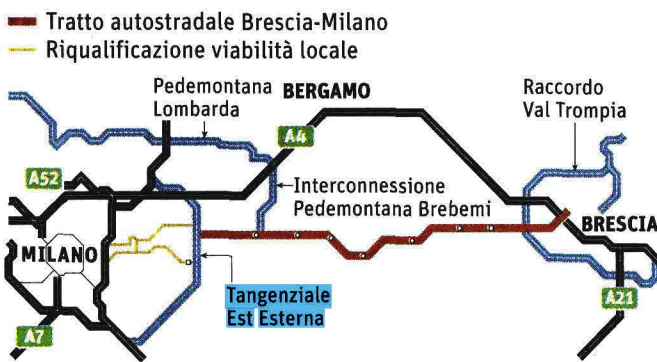 Tratto autostradale Brescia-Milano
Riqualificazione viabilità locale
Pedemontana
Lombarda
BERGAMO
Raccordo
Val Trompia
A4
A52
Interconnessione
Pedemontana Brebemi
BRESCIA
MILANO
Tangenziale
Est Esterna
A21
A7